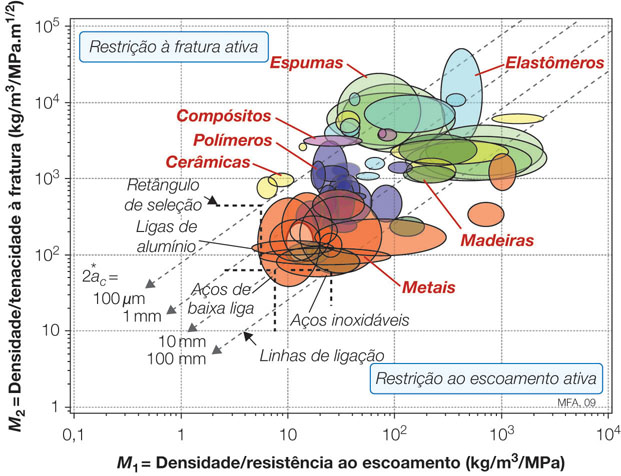 M₂ = Densidade/tenacidade à fratura (kg/m³/MPa.m^1/2)
10⁵
10⁴
10³
10²
10
1
Restrição à fratura ativa
Espumas
Elastômeros
Compósitos
Polímeros
Cerâmicas
Retângulo
de seleção
Ligas de
alumínio
Madeiras
Metais
2a*c =
100 µm
1 mm
10 mm
100 mm
Aços de
baixa liga
Aços inoxidáveis
Linhas de ligação
Restrição ao escoamento ativa
MFA, 09
0,1
1
10
10²
10³
10⁴
M₁ = Densidade/resistência ao escoamento (kg/m³/MPa)